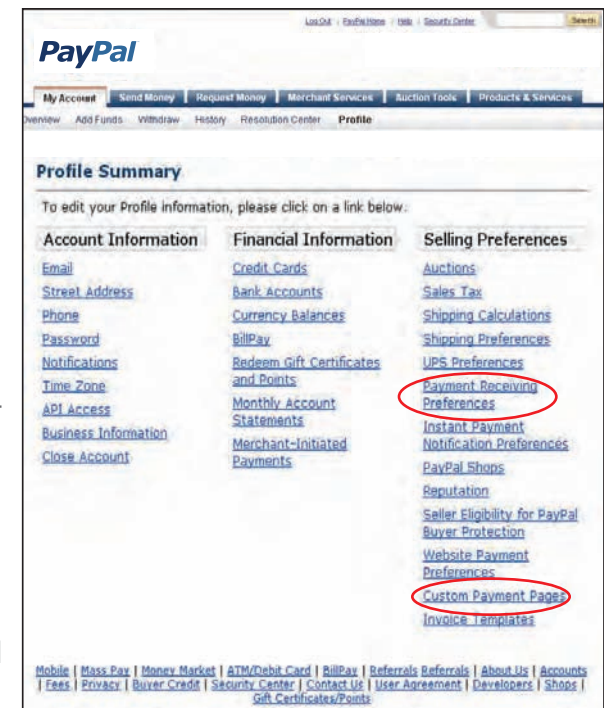 Log Out | PayPal Home | Help | Security Center Search
PayPal
My Account Send Money Request Money Merchant Services Auction Tools Products & Services
Overview Add Funds Withdraw History Resolution Center Profile
Profile Summary
To edit your Profile information, please click on a link below.
Account Information
Email
Street Address
Phone
Password
Notifications
Time Zone
API Access
Business Information
Close Account
Financial Information
Credit Cards
Bank Accounts
Currency Balances
BillPay
Redeem Gift Certificates
and Points
Monthly Account
Statements
Merchant-Initiated
Payments
Selling Preferences
Auctions
Sales Tax
Shipping Calculations
Shipping Preferences
UPS Preferences
Payment Receiving
Preferences
Instant Payment
Notification Preferences
PayPal Shops
Reputation
Seller Eligibility for PayPal
Buyer Protection
Website Payment
Preferences
Custom Payment Pages
Invoice Templates
Mobile | Mass Pay | Money Market | ATM/Debit Card | BillPay | Referrals Referrals | About Us | Accounts
| Fees | Privacy | Buyer Credit | Security Center | Contact Us | User Agreement | Developers | Shops |
Gift Certificates/Points